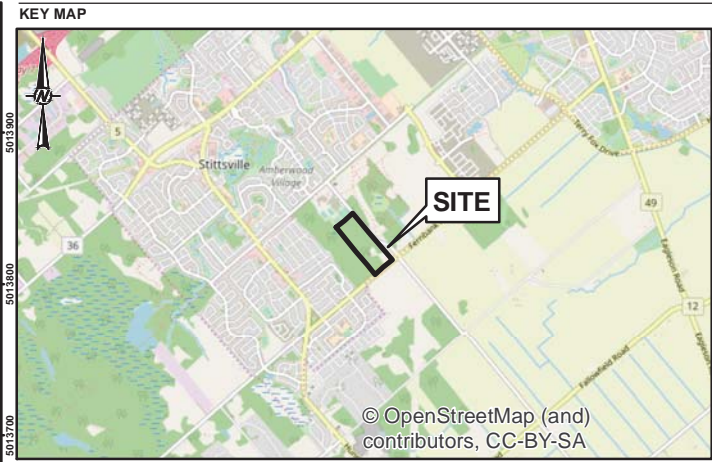 KEY MAP
N
5013900
5013800
5013700
5
Stittsville
Amberwood
Village
Terry Fox Drive
SITE
49
Fernbank
36
Eagleson Road
12
Fallowfield Road
Eagleson
© OpenStreetMap (and)
contributors, CC-BY-SA